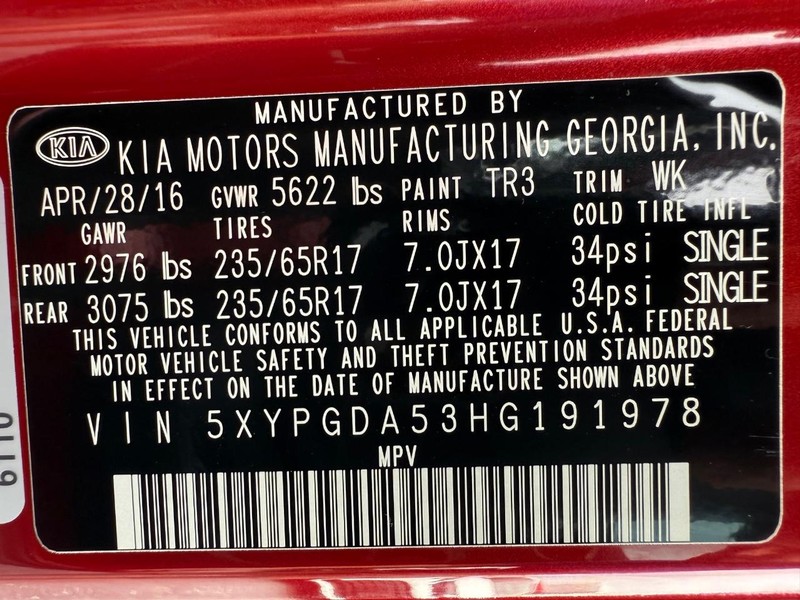 MANUFACTURED BY
KIA KIA MOTORS MANUFACTURING GEORGIA, INC.
APR/28/16 GVWR 5622 lbs PAINT TR3 TRIM WK
GAWR TIRES RIMS COLD TIRE INFL
FRONT 2976 lbs 235/65R17 7.0JX17 34psi SINGLE
REAR 3075 lbs 235/65R17 7.0JX17 34psi SINGLE
THIS VEHICLE CONFORMS TO ALL APPLICABLE U.S.A. FEDERAL
MOTOR VEHICLE SAFETY AND THEFT PREVENTION STANDARDS
IN EFFECT ON THE DATE OF MANUFACTURE SHOWN ABOVE
VIN 5XYPGDA53HG191978
MPV